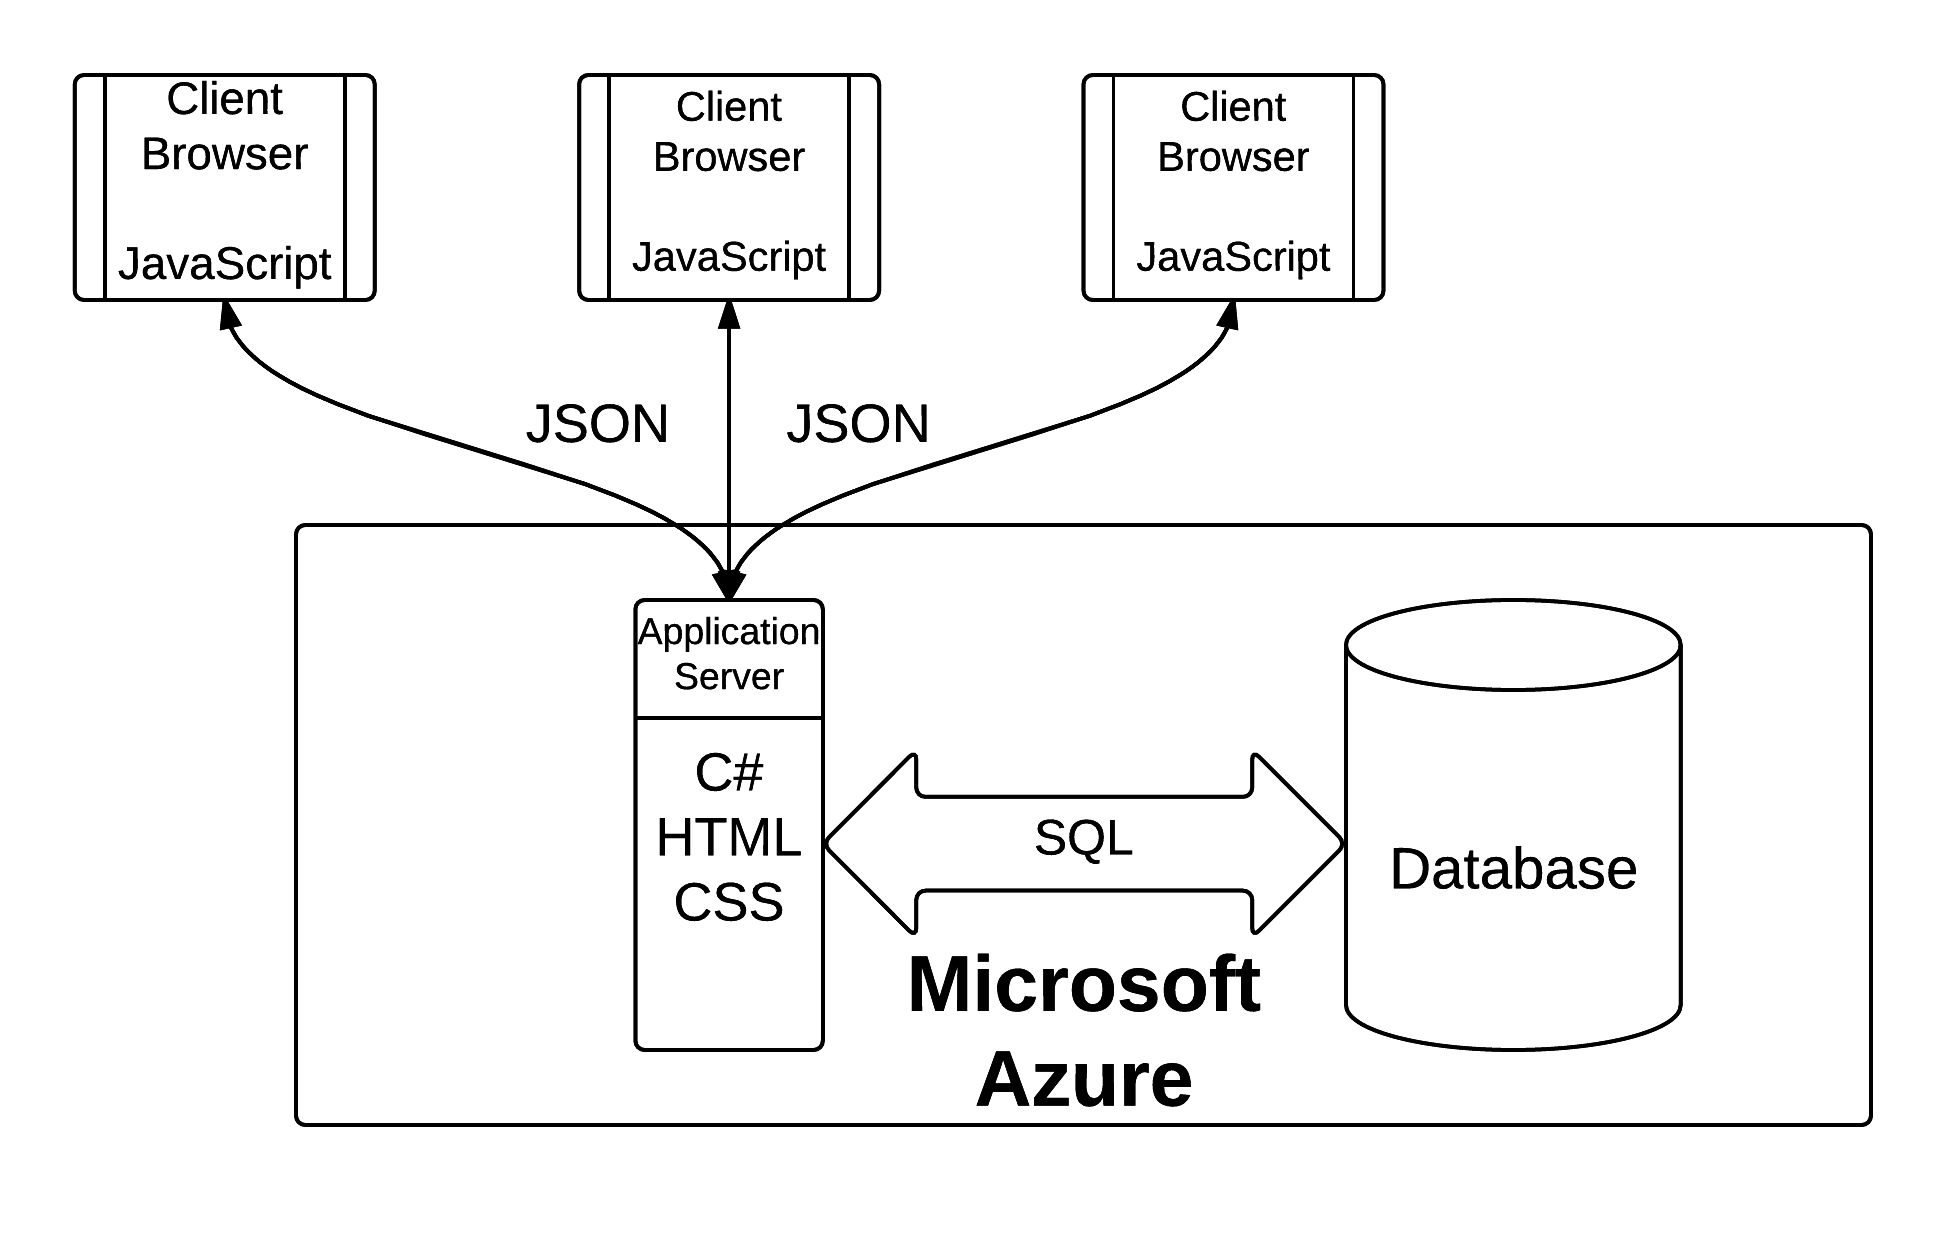 Client
Browser
JavaScript
Client
Browser
JavaScript
Client
Browser
JavaScript
JSON
JSON
Application
Server
C#
HTML
CSS
SQL
Database
Microsoft
Azure